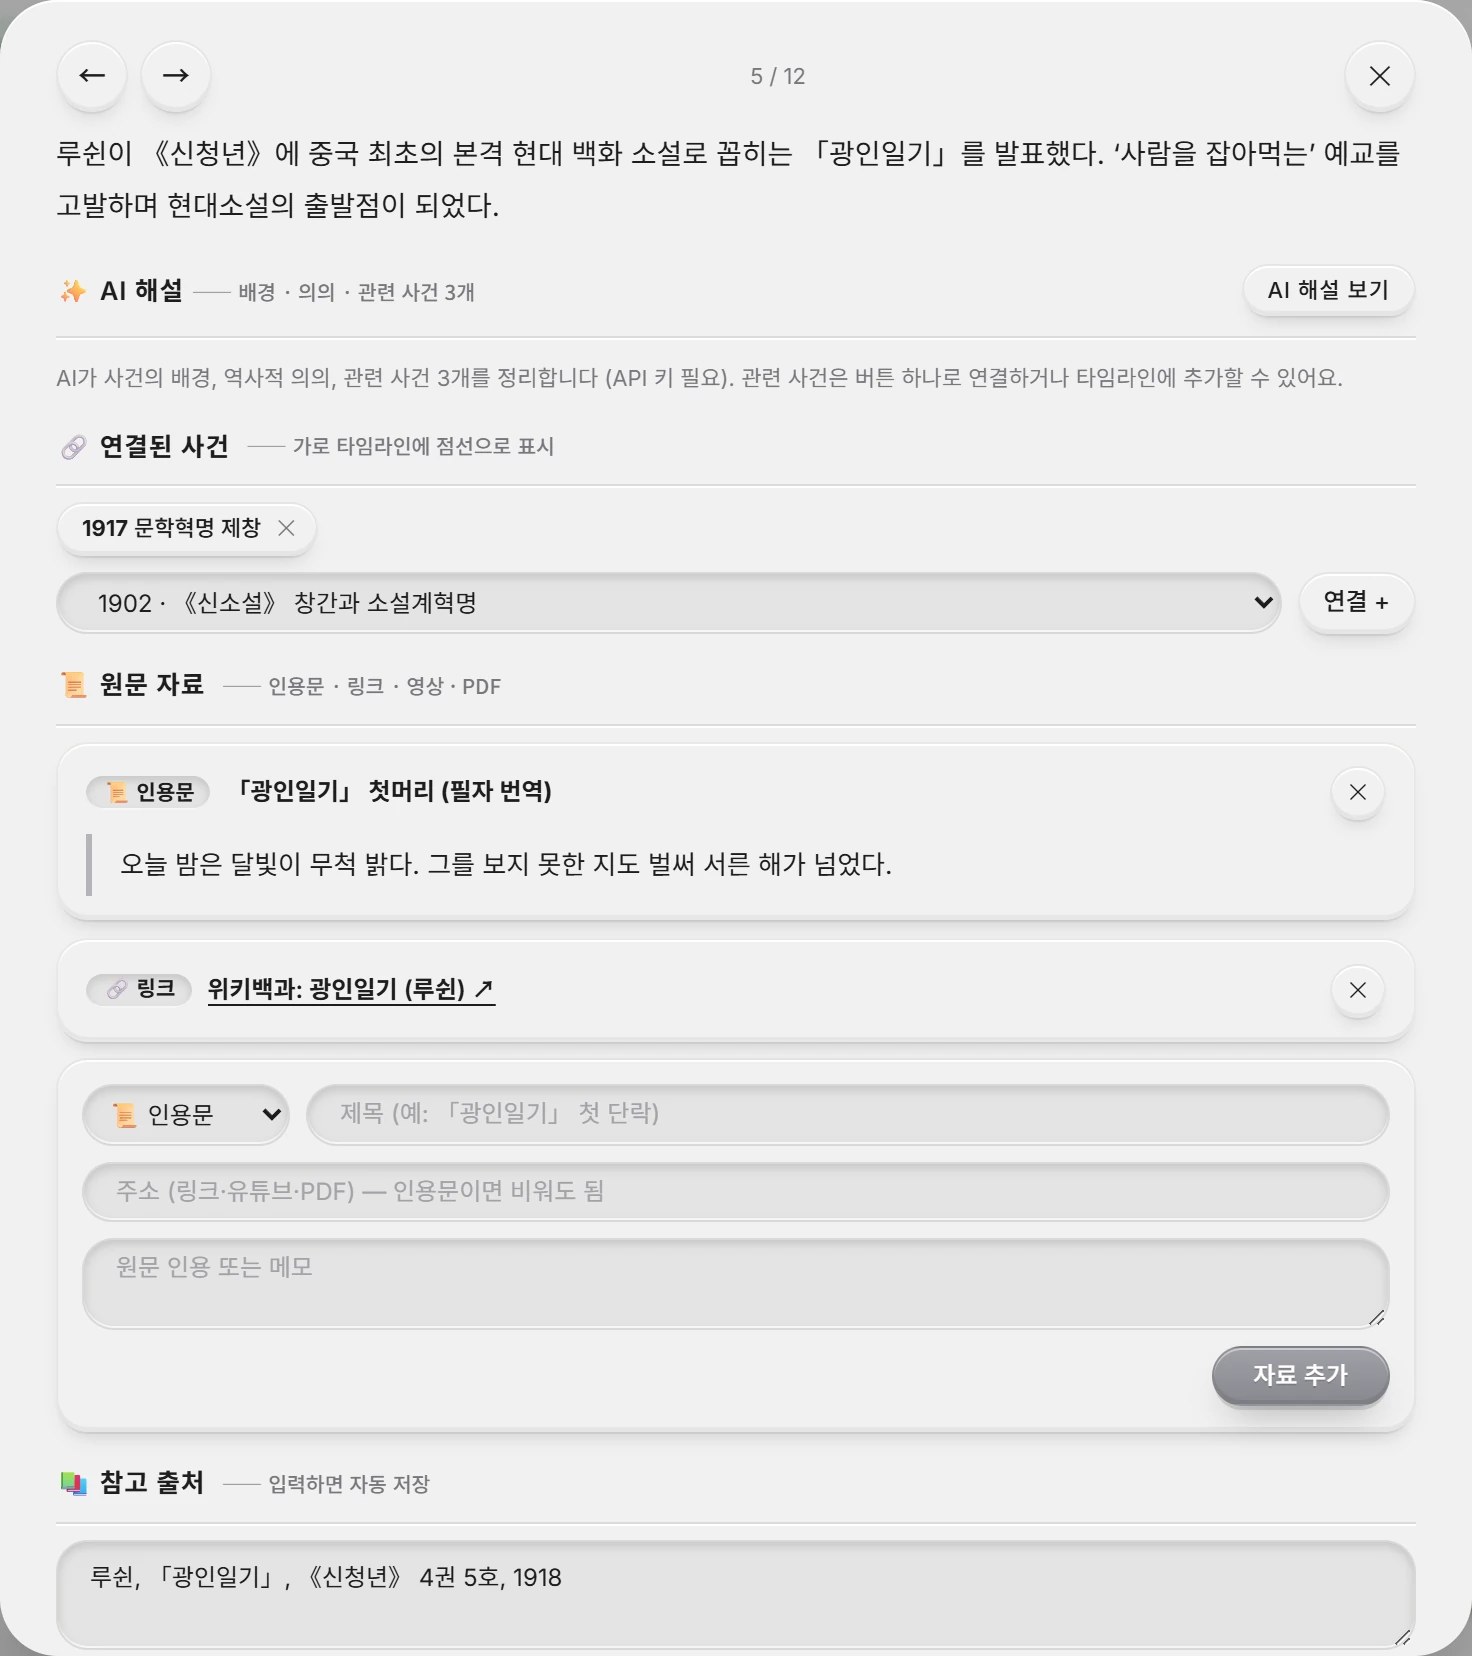 ← → 5 / 12 ×
루쉰이 《신청년》에 중국 최초의 본격 현대 백화 소설로 꼽히는 「광인일기」를 발표했다. ‘사람을 잡아먹는’ 예교를
고발하며 현대소설의 출발점이 되었다.
✨ AI 해설 —— 배경 · 의의 · 관련 사건 3개 AI 해설 보기
AI가 사건의 배경, 역사적 의의, 관련 사건 3개를 정리합니다 (API 키 필요). 관련 사건은 버튼 하나로 연결하거나 타임라인에 추가할 수 있어요.
🔗 연결된 사건 —— 가로 타임라인에 점선으로 표시
1917 문학혁명 제창 ×
1902 · 《신소설》 창간과 소설계혁명 연결 +
📜 원문 자료 —— 인용문 · 링크 · 영상 · PDF
📜 인용문 「광인일기」 첫머리 (필자 번역) ×
오늘 밤은 달빛이 무척 밝다. 그를 보지 못한 지도 벌써 서른 해가 넘었다.
🔗 링크 위키백과: 광인일기 (루쉰) ↗ ×
📜 인용문 제목 (예: 「광인일기」 첫 단락)
주소 (링크·유튜브·PDF) — 인용문이면 비워도 됨
원문 인용 또는 메모
자료 추가
📚 참고 출처 —— 입력하면 자동 저장
루쉰, 「광인일기」, 《신청년》 4권 5호, 1918